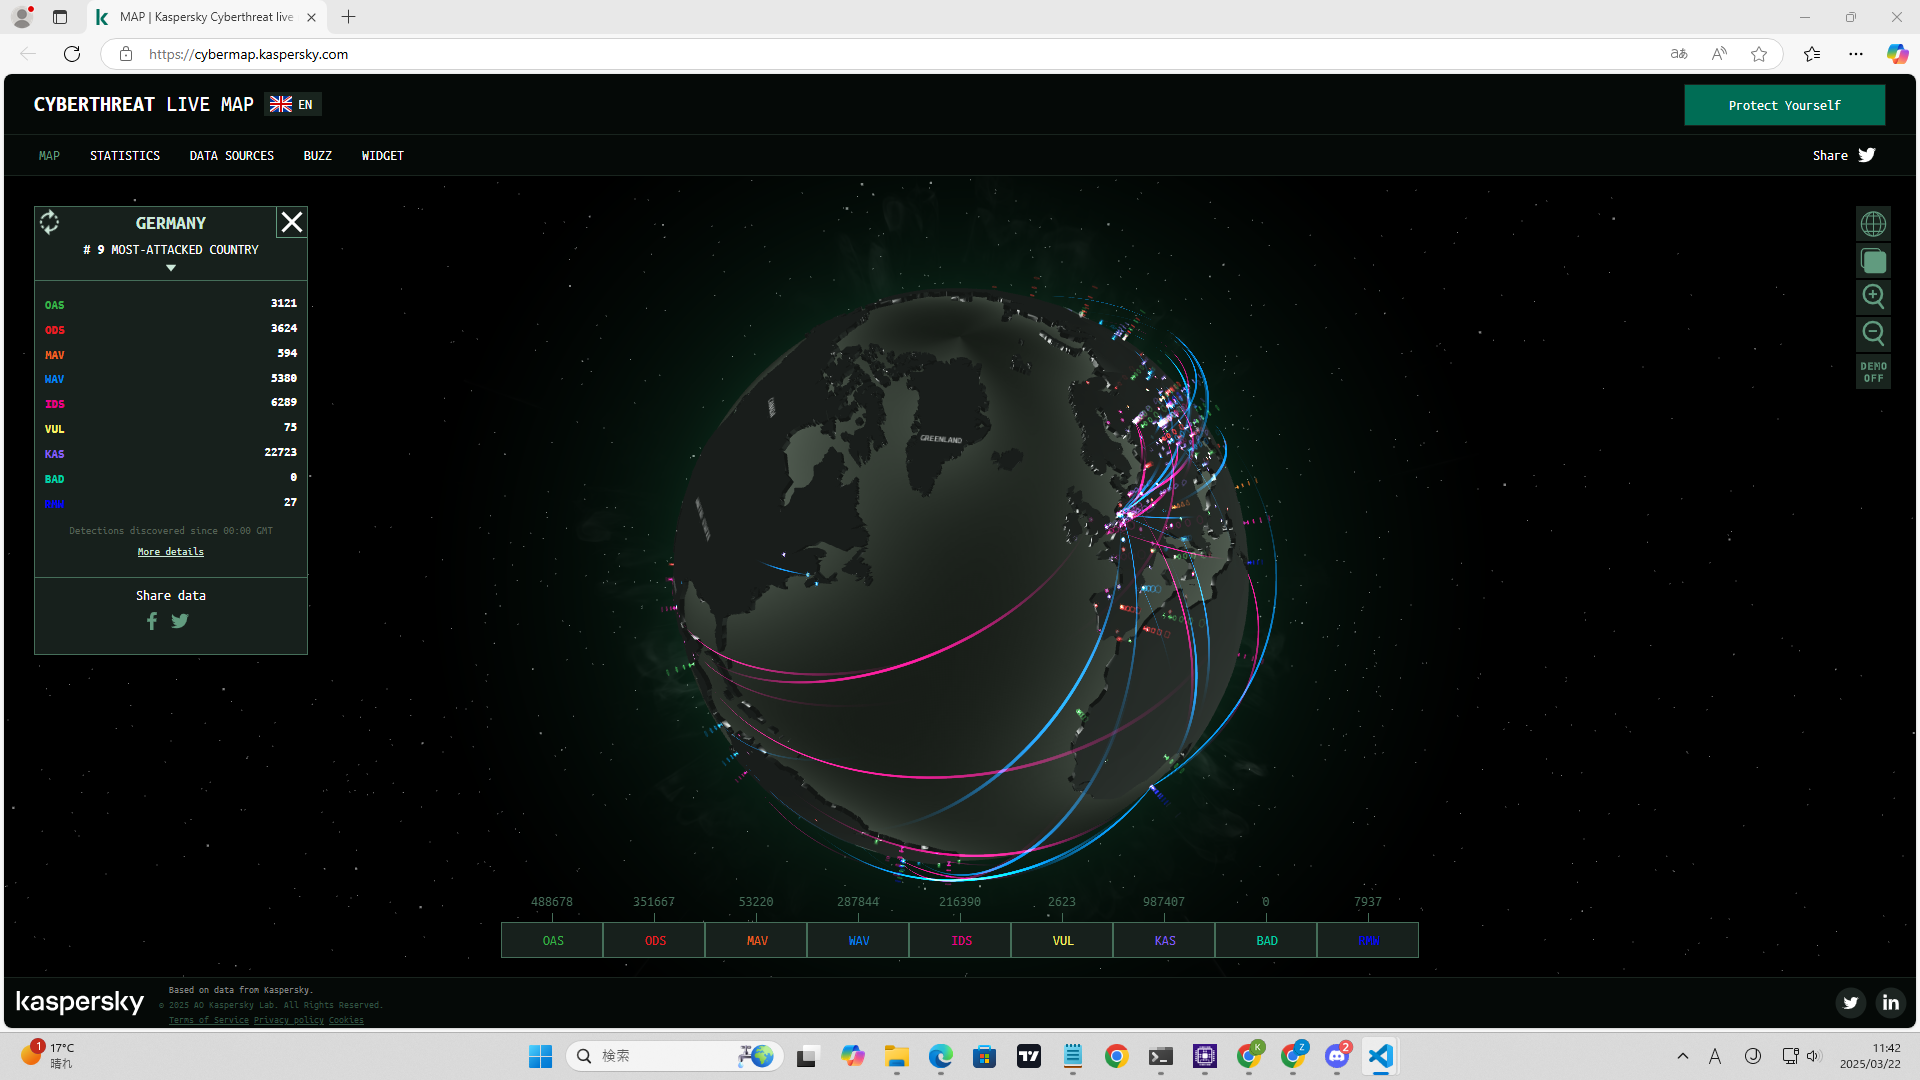 MAP | Kaspersky Cyberthreat live
https://cybermap.kaspersky.com
CYBERTHREAT LIVE MAP
EN
Protect Yourself
MAP
STATISTICS
DATA SOURCES
BUZZ
WIDGET
Share
GERMANY
# 9 MOST-ATTACKED COUNTRY
OAS 3121
ODS 3624
MAV 594
WAV 5380
IDS 6289
VUL 75
KAS 22723
BAD 0
RMW 27
Detections discovered since 00:00 GMT
More details
Share data
DEMO
OFF
GREENLAND
488678 351667 53220 287844 216390 2623 987407 0 7937
OAS ODS MAV WAV IDS VUL KAS BAD RMW
kaspersky
Based on data from Kaspersky.
© 2025 AO Kaspersky Lab. All Rights Reserved.
Terms of Service Privacy policy Cookies
1
17°C
晴れ
検索
K
Z
2
A
11:42
2025/03/22